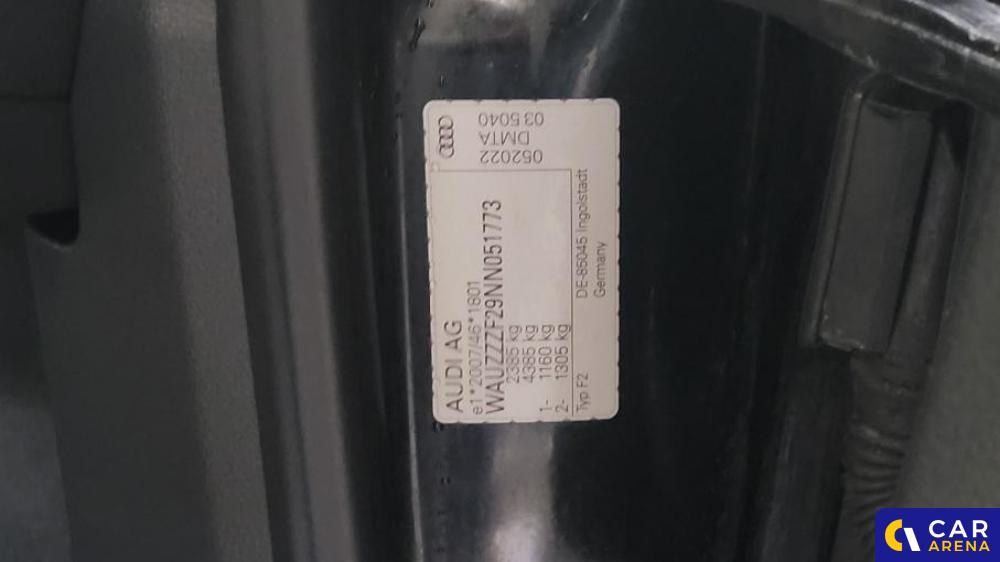 AUDI AG
e1*2007/46*1801
WAUZZZF29NN051773
2385 kg
4385 kg
1- 1160 kg
2- 1305 kg
Typ F2
DE-85045 Ingolstadt
Germany
052022
DMTA
035040
CAR
ARENA